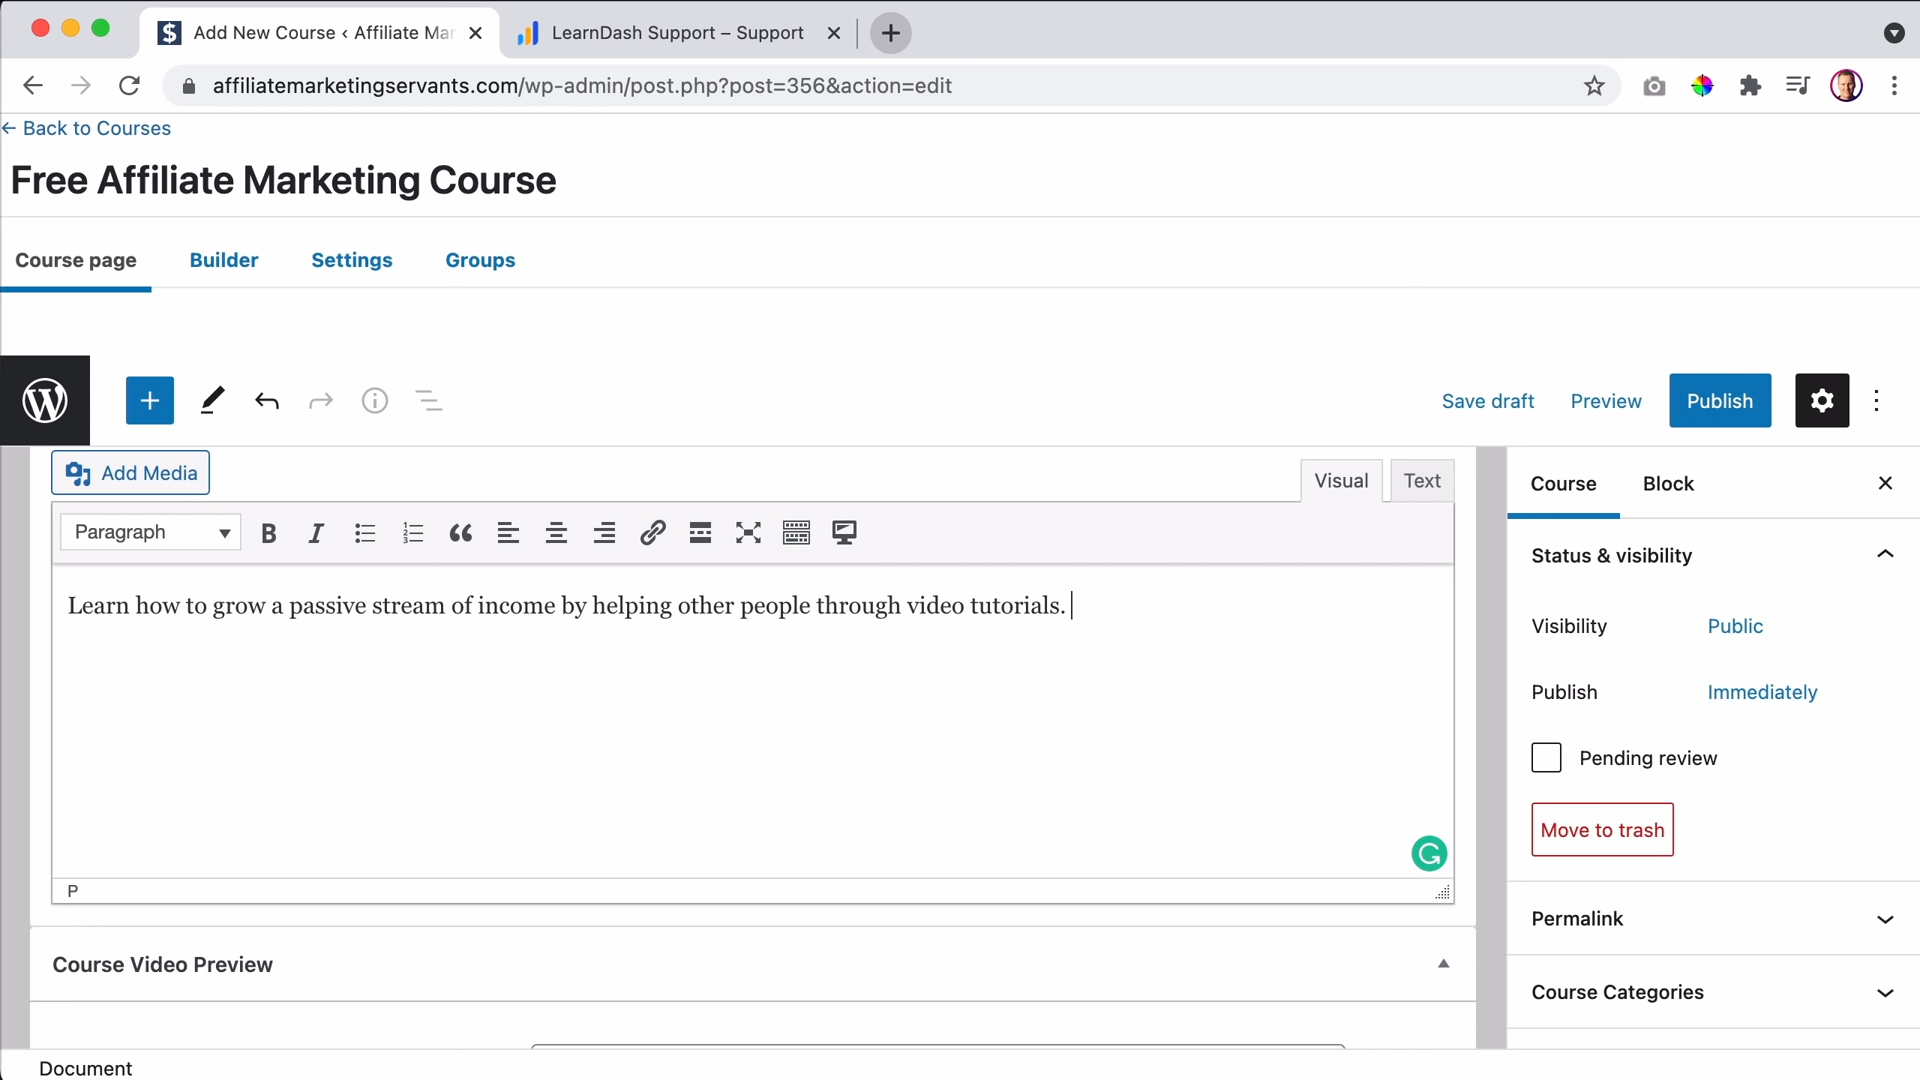 Add New Course ‹ Affiliate Mar
LearnDash Support – Support
affiliatemarketingservants.com/wp-admin/post.php?post=356&action=edit
← Back to Courses
Free Affiliate Marketing Course
Course page Builder Settings Groups
Save draft Preview Publish
Add Media
Visual Text
Course Block
Paragraph
Status & visibility
Learn how to grow a passive stream of income by helping other people through video tutorials.
Visibility Public
Publish Immediately
Pending review
Move to trash
P
Permalink
Course Video Preview
Course Categories
Document